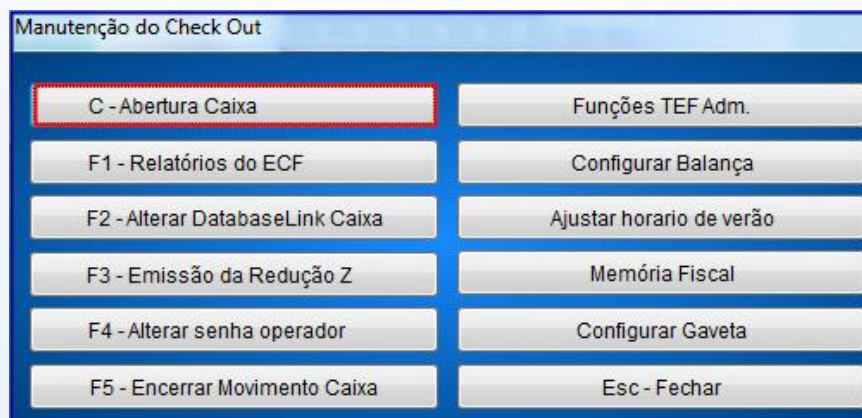 Manutenção do Check Out
C - Abertura Caixa
Funções TEF Adm.
F1 - Relatórios do ECF
Configurar Balança
F2 - Alterar DatabaseLink Caixa
Ajustar horario de verão
F3 - Emissão da Redução Z
Memória Fiscal
F4 - Alterar senha operador
Configurar Gaveta
F5 - Encerrar Movimento Caixa
Esc - Fechar